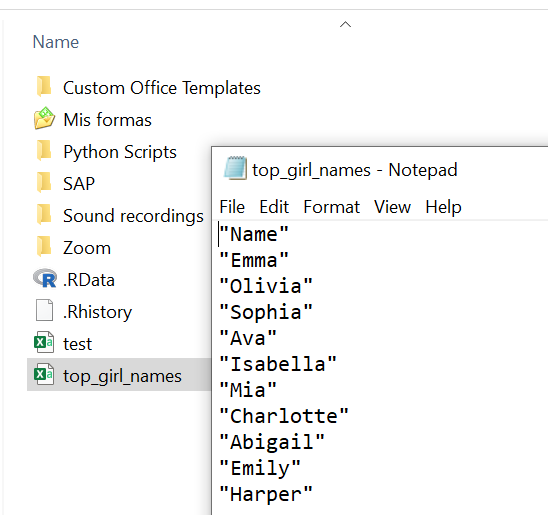 Name
Custom Office Templates
Mis formas
Python Scripts
SAP
Sound recordings
Zoom
.RData
.Rhistory
test
top_girl_names
top_girl_names - Notepad
File Edit Format View Help
"Name"
"Emma"
"Olivia"
"Sophia"
"Ava"
"Isabella"
"Mia"
"Charlotte"
"Abigail"
"Emily"
"Harper"